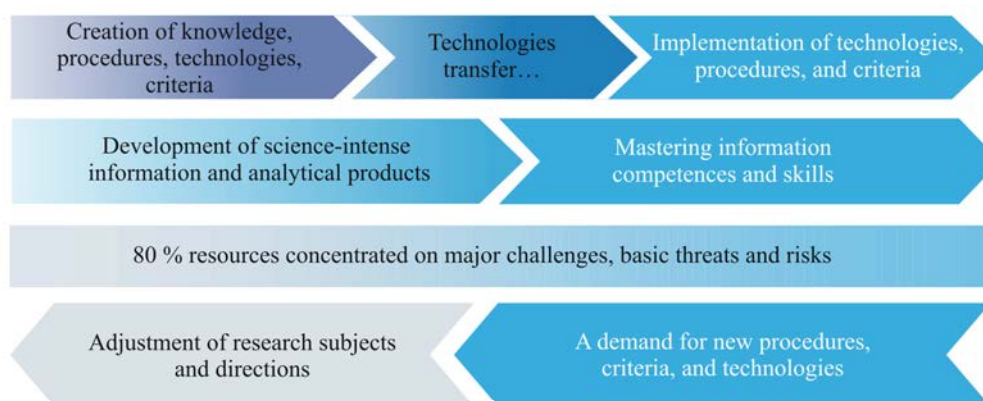 Creation of knowledge,
procedures, technologies,
criteria
Technologies
transfer…
Implementation of technologies,
procedures, and criteria
Development of science-intense
information and analytical products
Mastering information
competences and skills
80 % resources concentrated on major challenges, basic threats and risks
Adjustment of research subjects
and directions
A demand for new procedures,
criteria, and technologies